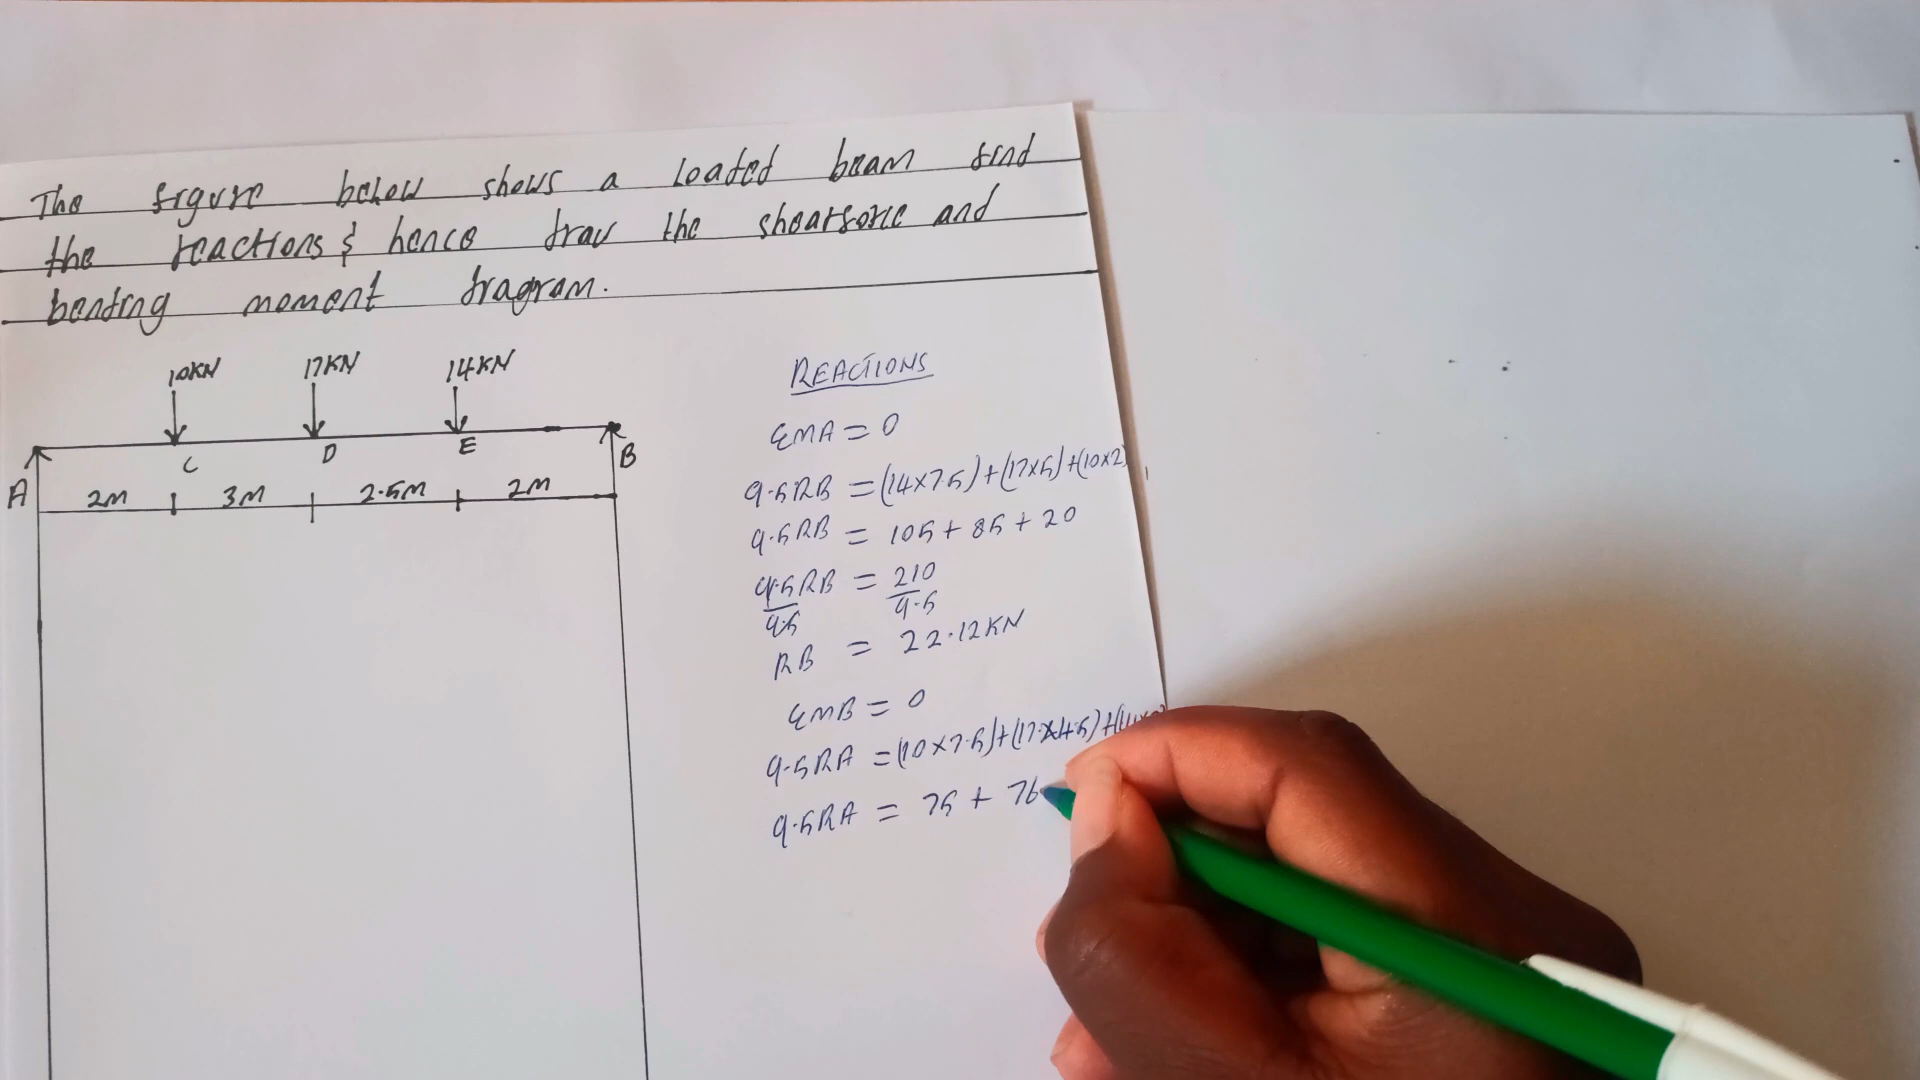 The figure below shows a loaded beam find
the reactions & hence draw the shearforce and
bending moment diagram.
10KN 17KN 14KN
A C D E B
2M 3M 2.5M 2M
REACTIONS
ΣMA = 0
9.5RB = (14×7.5)+(17×5)+(10×2)
9.5RB = 105 + 85 + 20
9.5RB = 210
9.5 9.5
RB = 22.12KN
ΣMB = 0
9.5RA = (10×7.5)+(17×4.5)+(14×
9.5RA = 75 + 76